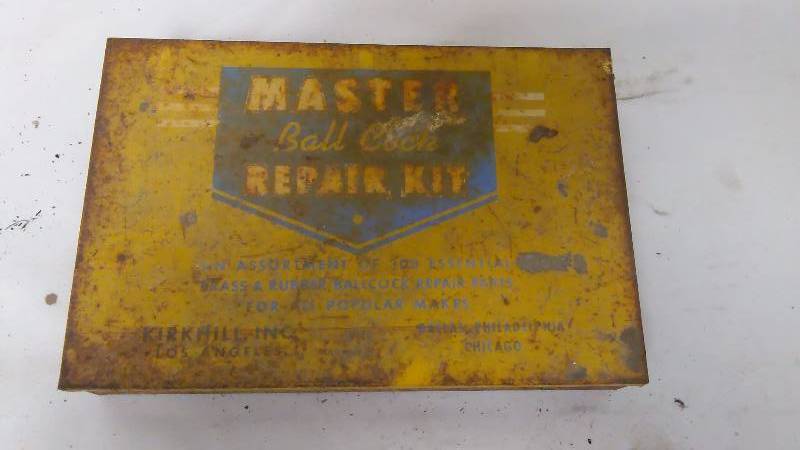 MASTER
Ball Cock
REPAIR KIT
AN ASSORTMENT OF ESSENTIAL
BRASS & RUBBER BALLCOCK REPAIR PARTS
FOR ALL POPULAR MAKES
KIRKHILL, INC.
LOS ANGELES
DALLAS, PHILADELPHIA
CHICAGO